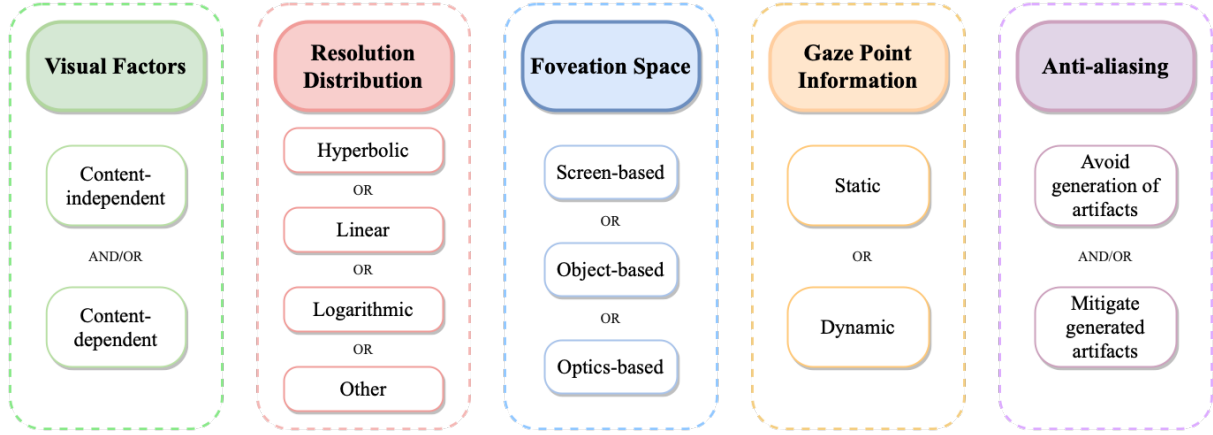 Visual Factors
Content-
independent
AND/OR
Content-
dependent
Resolution
Distribution
Hyperbolic
OR
Linear
OR
Logarithmic
OR
Other
Foveation Space
Screen-based
OR
Object-based
OR
Optics-based
Gaze Point
Information
Static
OR
Dynamic
Anti-aliasing
Avoid
generation of
artifacts
AND/OR
Mitigate
generated
artifacts